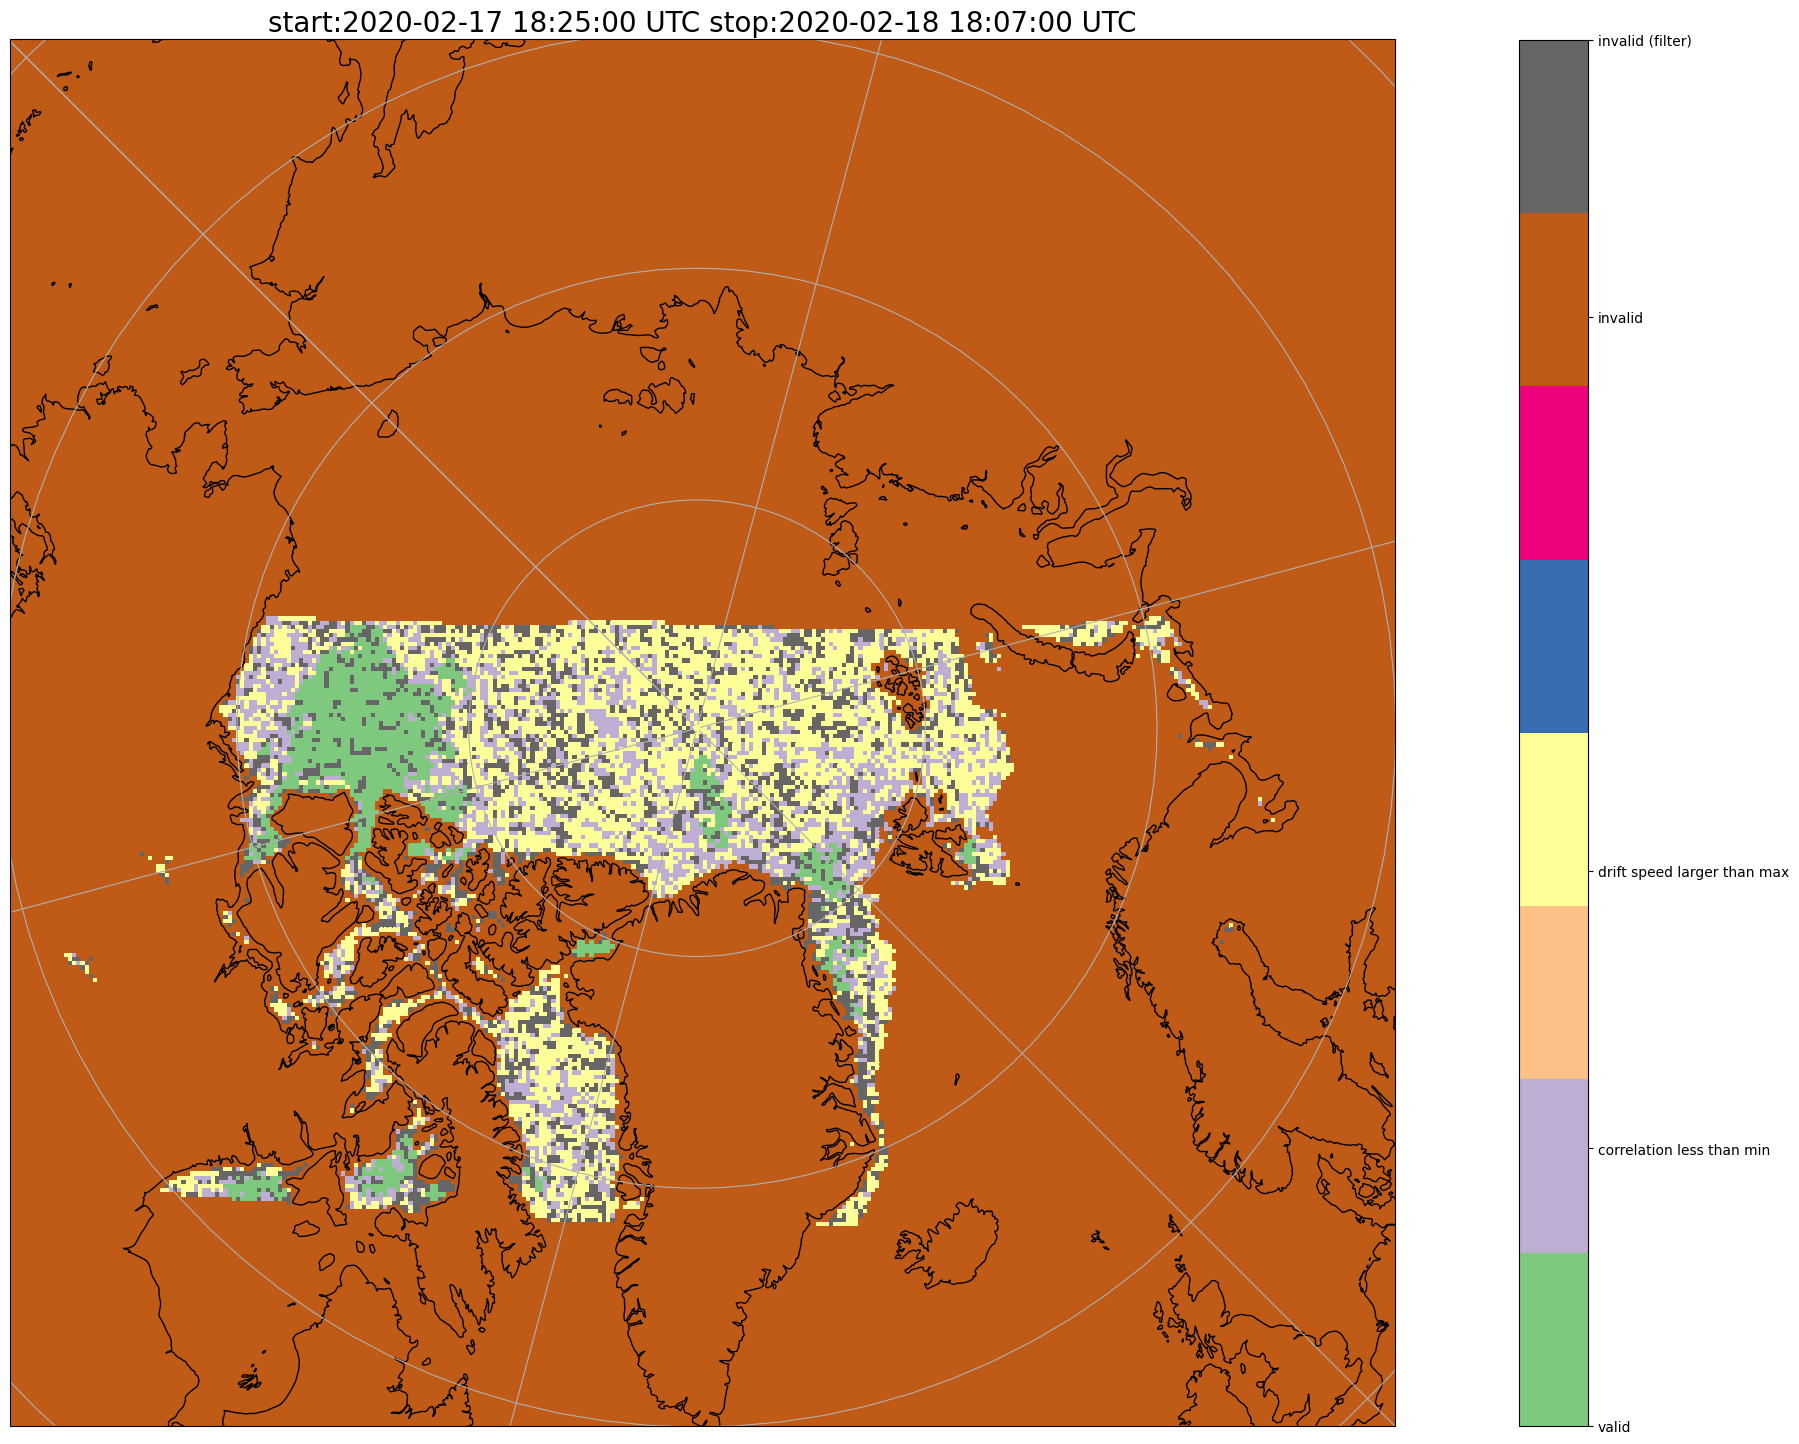 start:2020-02-17 18:25:00 UTC stop:2020-02-18 18:07:00 UTC
invalid (filter)
invalid
drift speed larger than max
correlation less than min
valid